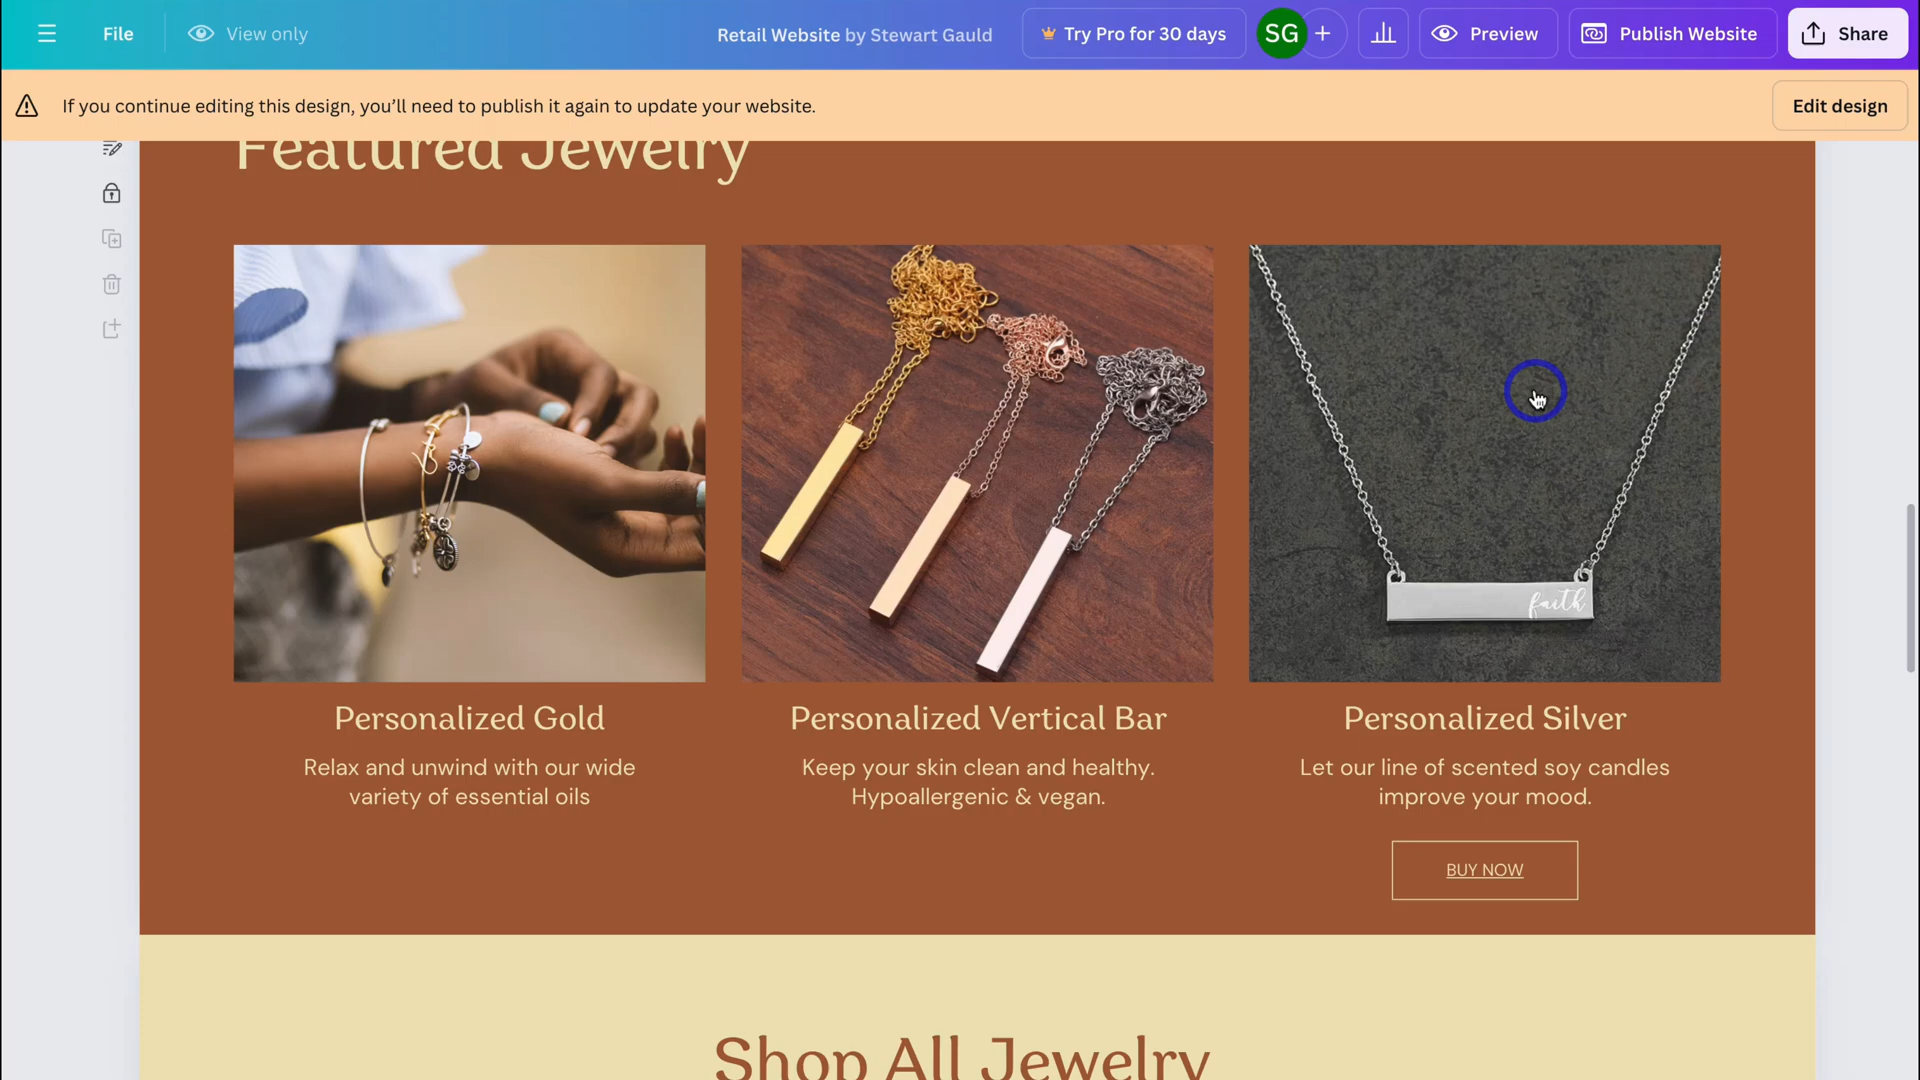 File
View only
Retail Website by Stewart Gauld
Try Pro for 30 days
SG
Preview
Publish Website
Share
If you continue editing this design, you’ll need to publish it again to update your website.
Edit design
Featured Jewelry
faith
Personalized Gold
Personalized Vertical Bar
Personalized Silver
Relax and unwind with our wide
variety of essential oils
Keep your skin clean and healthy.
Hypoallergenic & vegan.
Let our line of scented soy candles
improve your mood.
BUY NOW
Shop All Jewelry